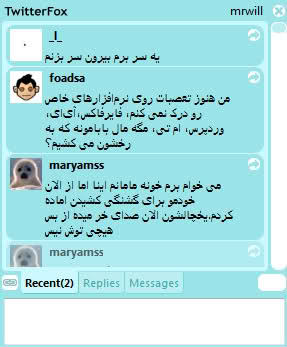 TwitterFox
mrwill
_l_
یه سر برم بیرون سر بزنم
foadsa
من هنوز تعصبات روی نرم‌افزارهای خاص
رو درک نمی کنم، فایرفاکس،آی‌ای،
وردپرس، ام تی، مگه مال بابامونه که به
رخشون می کشیم؟
maryamss
می خوام برم خونه مامانم اینا اما از الان
خودمو برای گشنگی کشیدن اماده
کردم.یخچالشون الان صدای خر میده از بس
هیچی توش نیس
maryamss
Recent(2)
Replies
Messages